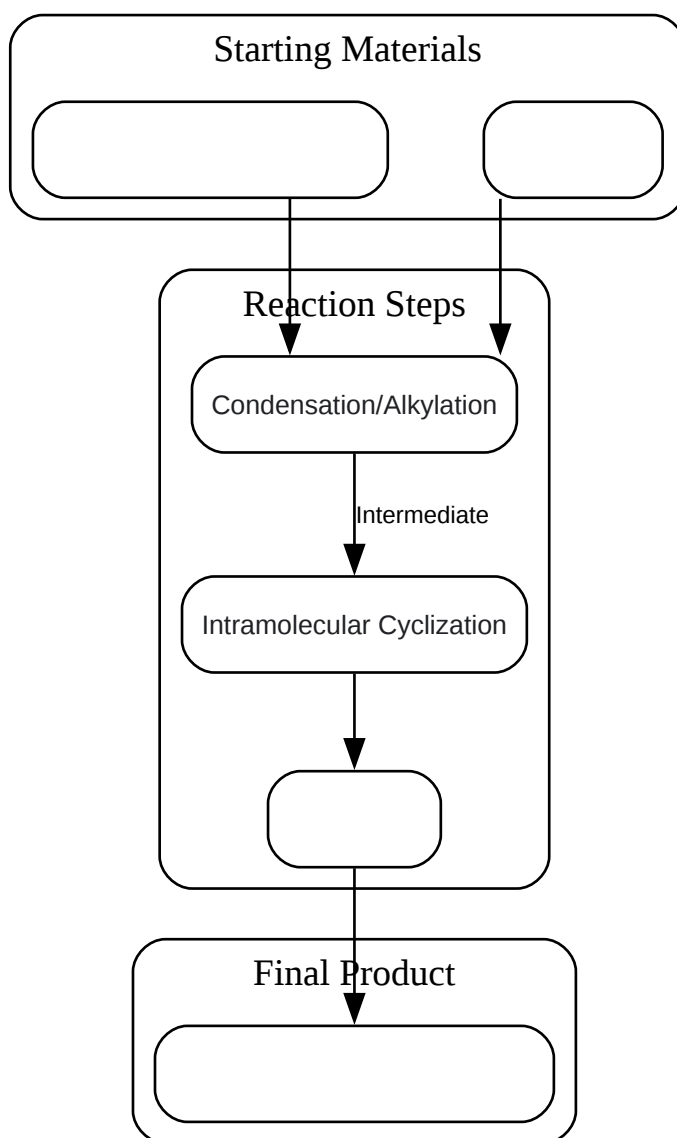 Starting Materials
Reaction Steps
Condensation/Alkylation
Intermediate
Intramolecular Cyclization
Final Product